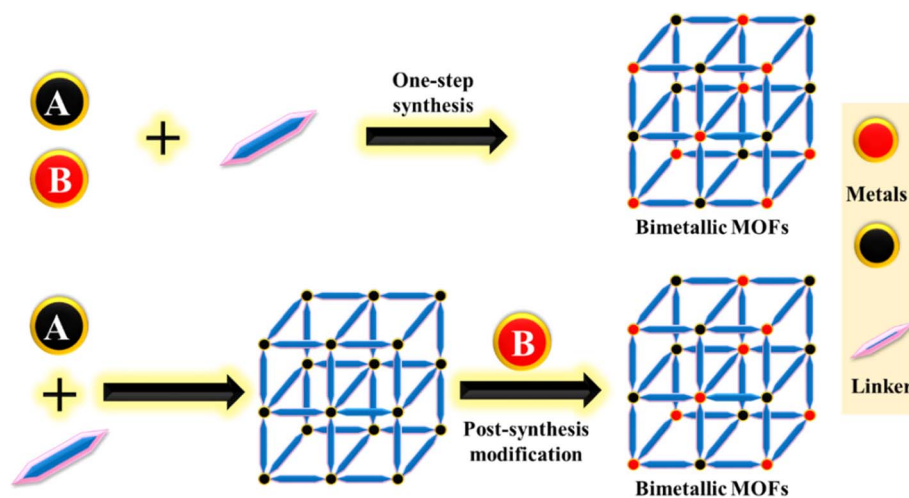 A
B
+
One-step
synthesis
Bimetallic MOFs
Metals
Linker
A
+
B
Post-synthesis
modification
Bimetallic MOFs